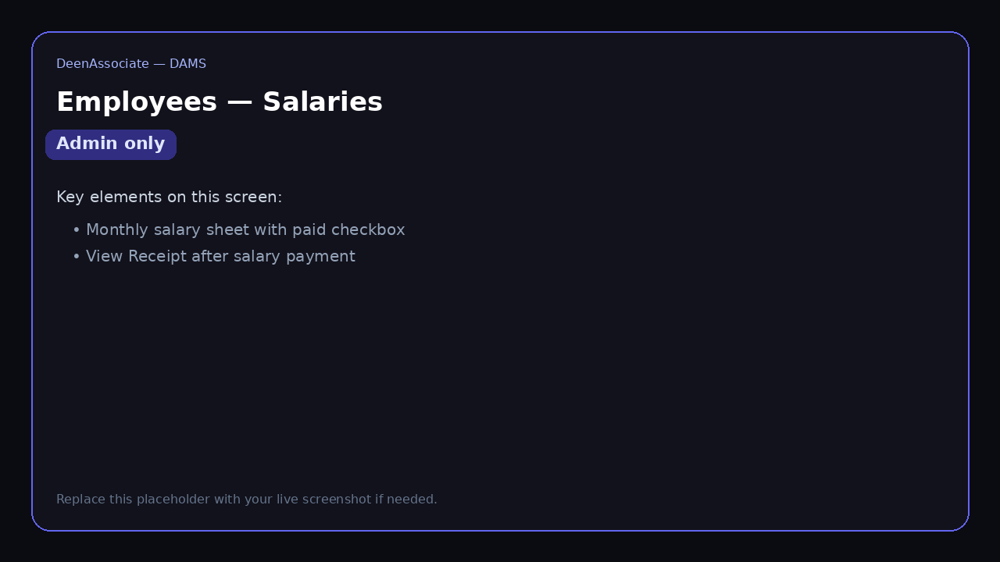 DeenAssociate — DAMS
Employees — Salaries
Admin only
Key elements on this screen:
• Monthly salary sheet with paid checkbox
• View Receipt after salary payment
Replace this placeholder with your live screenshot if needed.